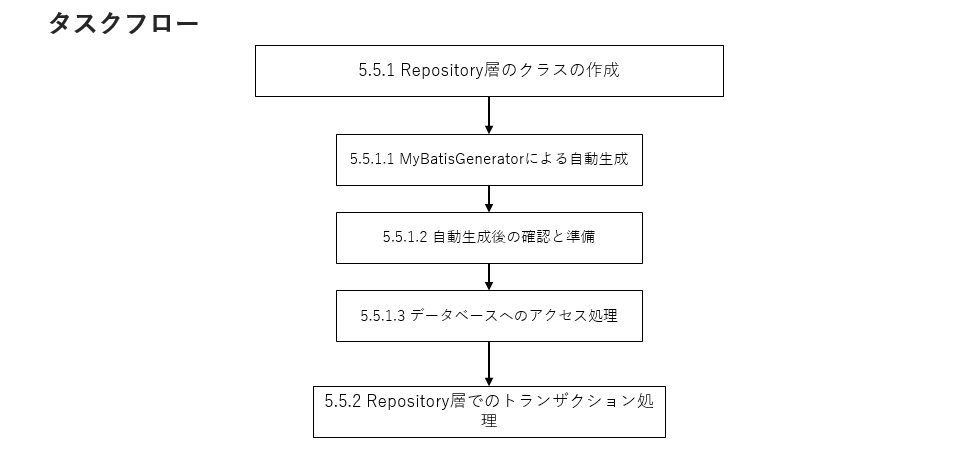 タスクフロー
5.5.1 Repository層のクラスの作成
5.5.1.1 MyBatisGeneratorによる自動生成
5.5.1.2 自動生成後の確認と準備
5.5.1.3 データベースへのアクセス処理
5.5.2 Repository層でのトランザクション処
理